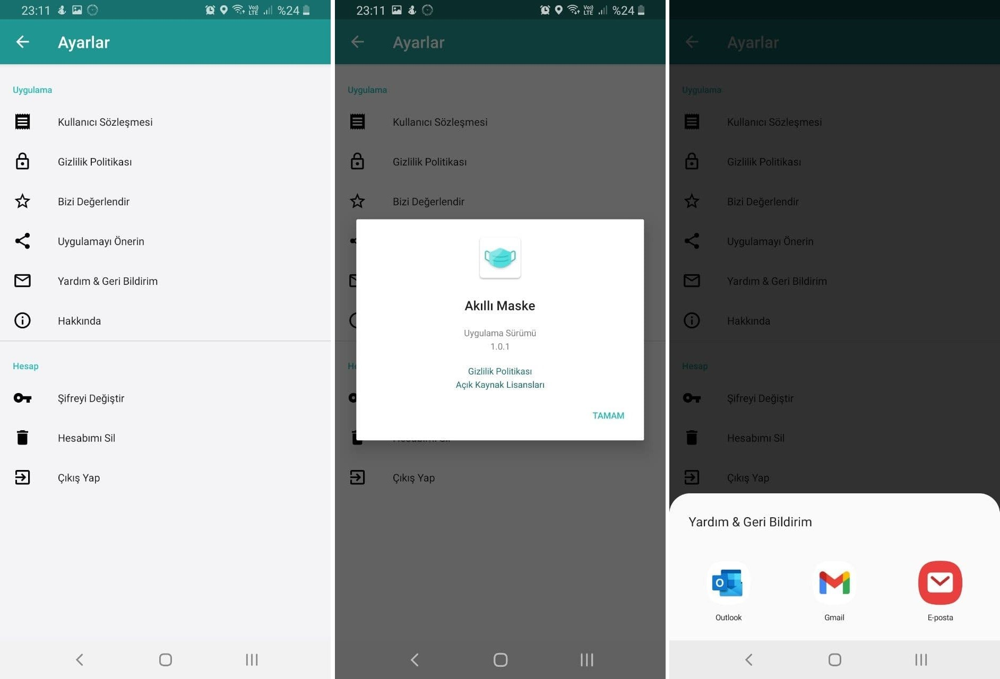 23:11 %24
Ayarlar
Uygulama
Kullanıcı Sözleşmesi
Gizlilik Politikası
Bizi Değerlendir
Uygulamayı Önerin
Yardım & Geri Bildirim
Hakkında
Hesap
Şifreyi Değiştir
Hesabımı Sil
Çıkış Yap
23:11 %24
Ayarlar
Uygulama
Kullanıcı Sözleşmesi
Gizlilik Politikası
Bizi Değerlendir
Akıllı Maske
Uygulama Sürümü
1.0.1
Gizlilik Politikası
Açık Kaynak Lisansları
TAMAM
Çıkış Yap
Ayarlar
Uygulama
Kullanıcı Sözleşmesi
Gizlilik Politikası
Bizi Değerlendir
Uygulamayı Önerin
Yardım & Geri Bildirim
Hakkında
Hesap
Şifreyi Değiştir
Hesabımı Sil
Çıkış Yap
Yardım & Geri Bildirim
Outlook
Gmail
E-posta